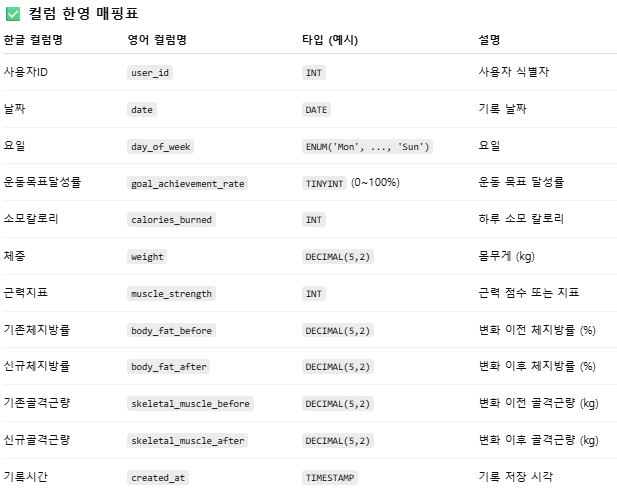 ✅ 컬럼 한영 매핑표
한글 컬럼명 영어 컬럼명 타입 (예시) 설명
사용자ID user_id INT 사용자 식별자
날짜 date DATE 기록 날짜
요일 day_of_week ENUM('Mon', ..., 'Sun') 요일
운동목표달성률 goal_achievement_rate TINYINT (0~100%) 운동 목표 달성률
소모칼로리 calories_burned INT 하루 소모 칼로리
체중 weight DECIMAL(5,2) 몸무게 (kg)
근력지표 muscle_strength INT 근력 점수 또는 지표
기존체지방률 body_fat_before DECIMAL(5,2) 변화 이전 체지방률 (%)
신규체지방률 body_fat_after DECIMAL(5,2) 변화 이후 체지방률 (%)
기존골격근량 skeletal_muscle_before DECIMAL(5,2) 변화 이전 골격근량 (kg)
신규골격근량 skeletal_muscle_after DECIMAL(5,2) 변화 이후 골격근량 (kg)
기록시간 created_at TIMESTAMP 기록 저장 시각